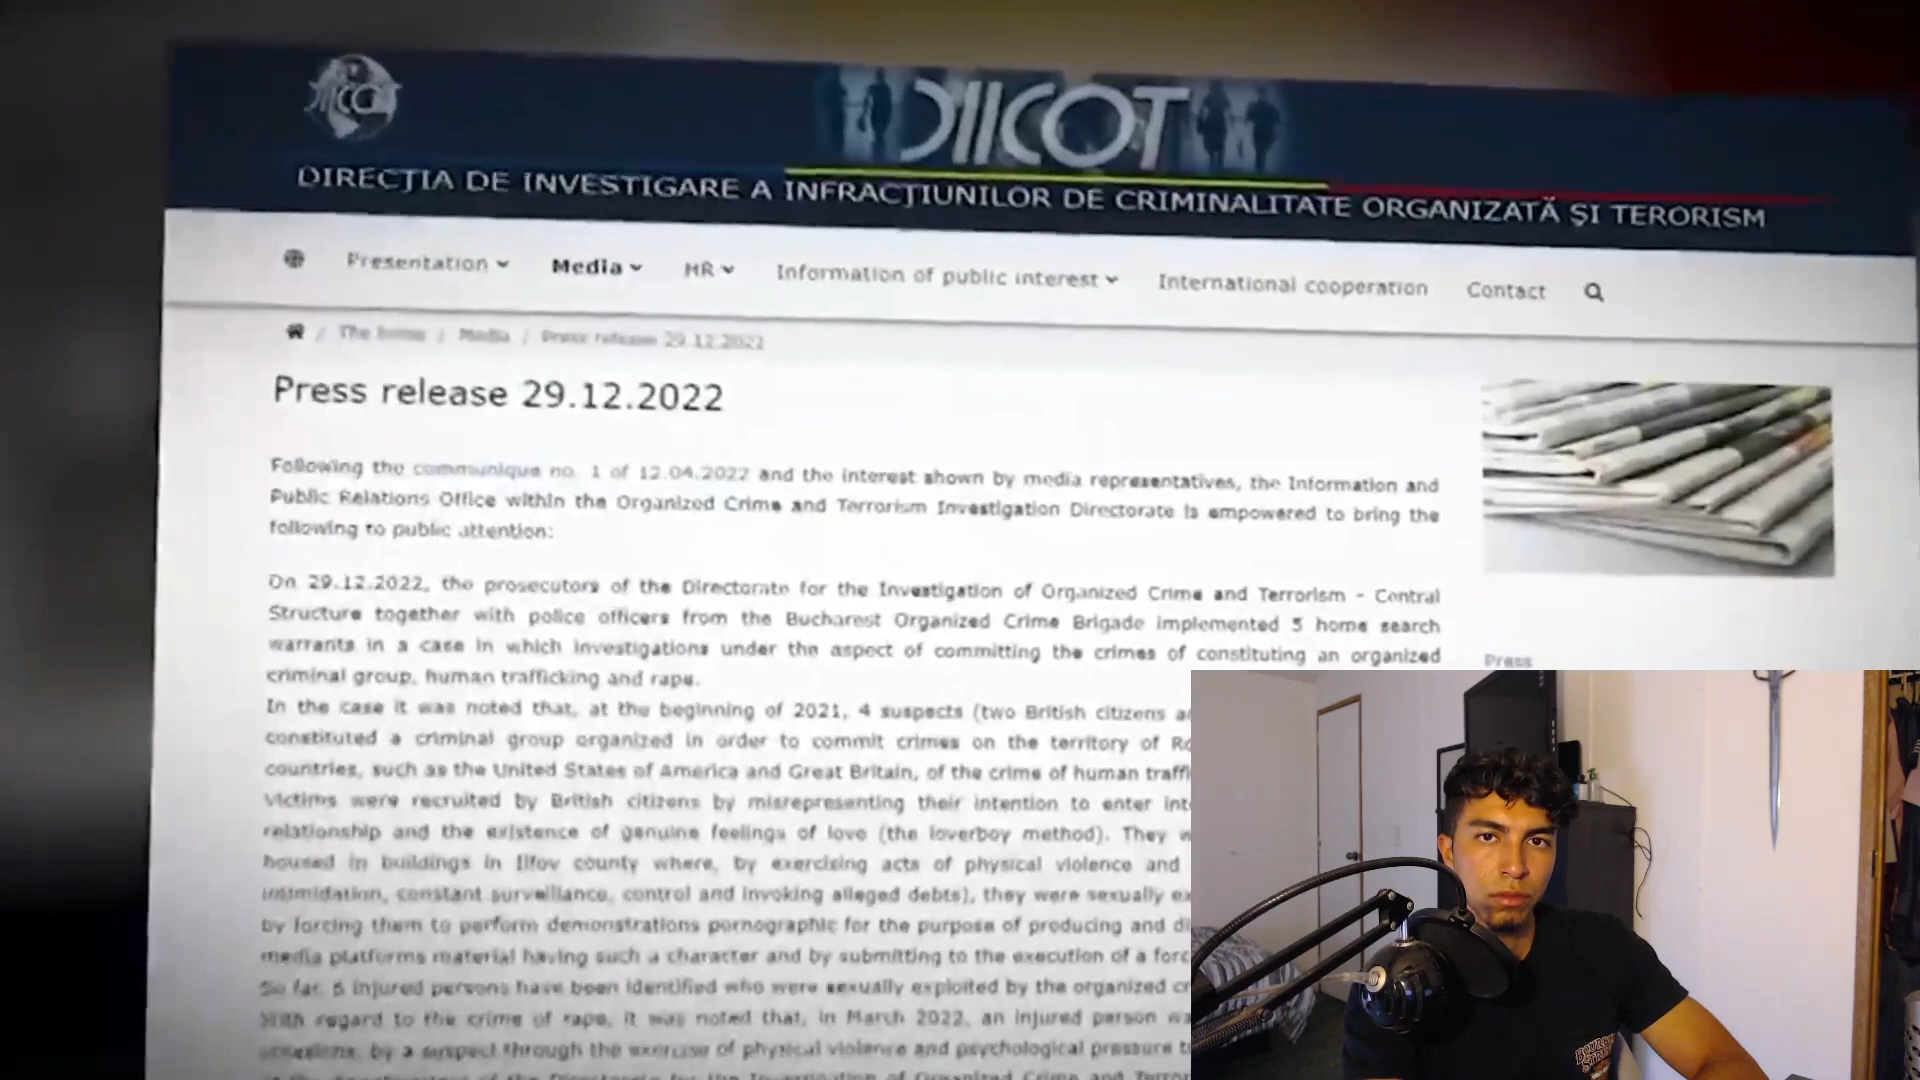 DIICOT
DIRECȚIA DE INVESTIGARE A INFRACȚIUNILOR DE CRIMINALITATE ORGANIZATĂ ȘI TERORISM
Presentation Media HR Information of public interest International cooperation Contact
/ The home / Media / Press release 29.12.2022
Press release 29.12.2022
Following the communique no. 1 of 12.04.2022 and the interest shown by media representatives, the Information and
Public Relations Office within the Organized Crime and Terrorism Investigation Directorate is empowered to bring the
following to public attention:
On 29.12.2022, the prosecutors of the Directorate for the Investigation of Organized Crime and Terrorism - Central
Structure together with police officers from the Bucharest Organized Crime Brigade implemented 5 home search
warrants in a case in which investigations under the aspect of committing the crimes of constituting an organized
criminal group, human trafficking and rape.
Press
In the case it was noted that, at the beginning of 2021, 4 suspects (two British citizens
constituted a criminal group organized in order to commit crimes on the territory of
countries, such as the United States of America and Great Britain, of the crime of human
Victims were recruited by British citizens by misrepresenting their intention to enter
relationship and the existence of genuine feelings of love (the loverboy method). They
housed in buildings in Ilfov county where, by exercising acts of physical violence and
intimidation, constant surveillance, control and invoking alleged debts), they were sexually
by forcing them to perform demonstrations pornographic for the purpose of producing and
media platforms material having such a character and by submitting to the execution of a
So far, 6 injured persons have been identified who were sexually exploited by the organized
With regard to the crime of rape, it was noted that, in March 2022, an injured person
occasions, by a suspect through the exercise of physical violence and psychological pressure
BOURBON
STREET